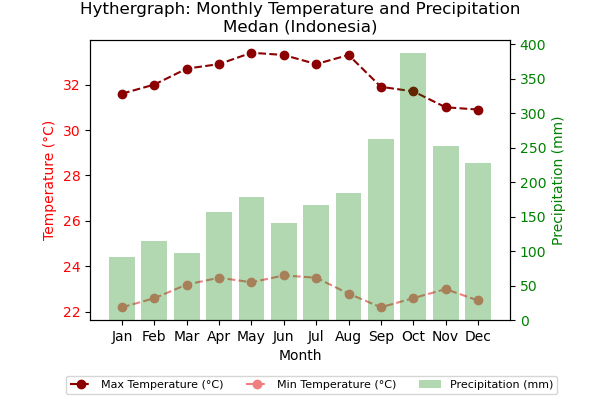 Hythergraph: Monthly Temperature and Precipitation
Medan (Indonesia)
Temperature (°C)
32
30
28
26
24
22
400
350
300
250
200
150
100
50
0
Precipitation (mm)
Jan Feb Mar Apr May Jun Jul Aug Sep Oct Nov Dec
Month
Max Temperature (°C) Min Temperature (°C) Precipitation (mm)